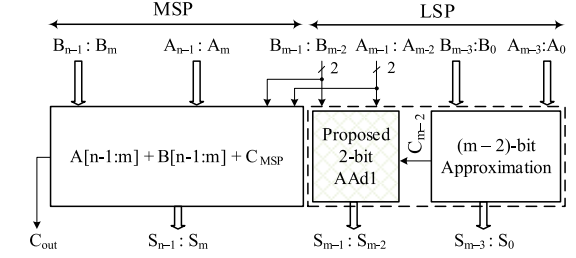 MSP LSP
Bn-1 : Bm An-1 : Am Bm-1 : Bm-2 Am-1 : Am-2 Bm-3:B0 Am-3:A0
2 2
A[n-1:m] + B[n-1:m] + CMSP
Proposed
2-bit
AAd1
Cm-2
(m – 2)-bit
Approximation
Cout Sn-1 : Sm Sm-1 : Sm-2 Sm-3 : S0